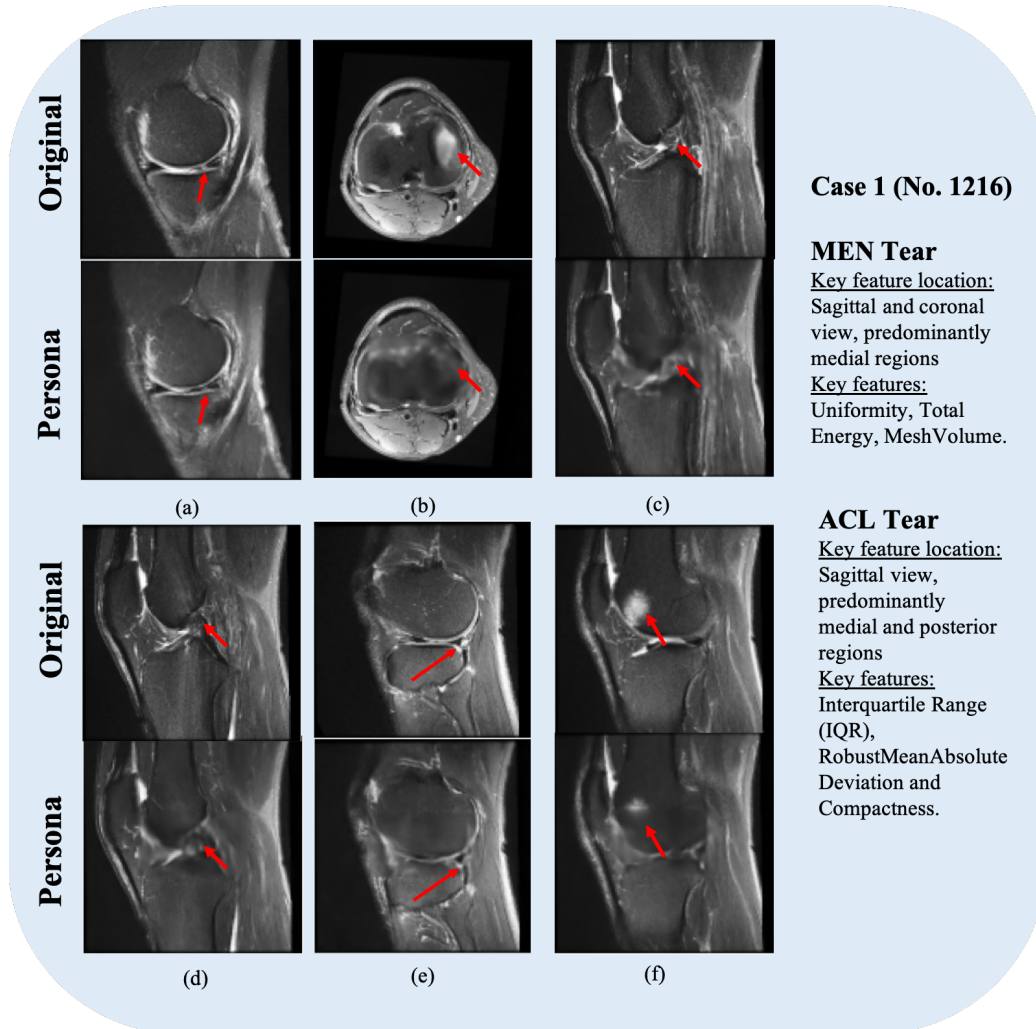 Original
Persona
(a)
(b)
(c)
Original
Persona
(d)
(e)
(f)
Case 1 (No. 1216)
MEN Tear
Key feature location:
Sagittal and coronal
view, predominantly
medial regions
Key features:
Uniformity, Total
Energy, MeshVolume.
ACL Tear
Key feature location:
Sagittal view,
predominantly
medial and posterior
regions
Key features:
Interquartile Range
(IQR),
RobustMeanAbsolute
Deviation and
Compactness.